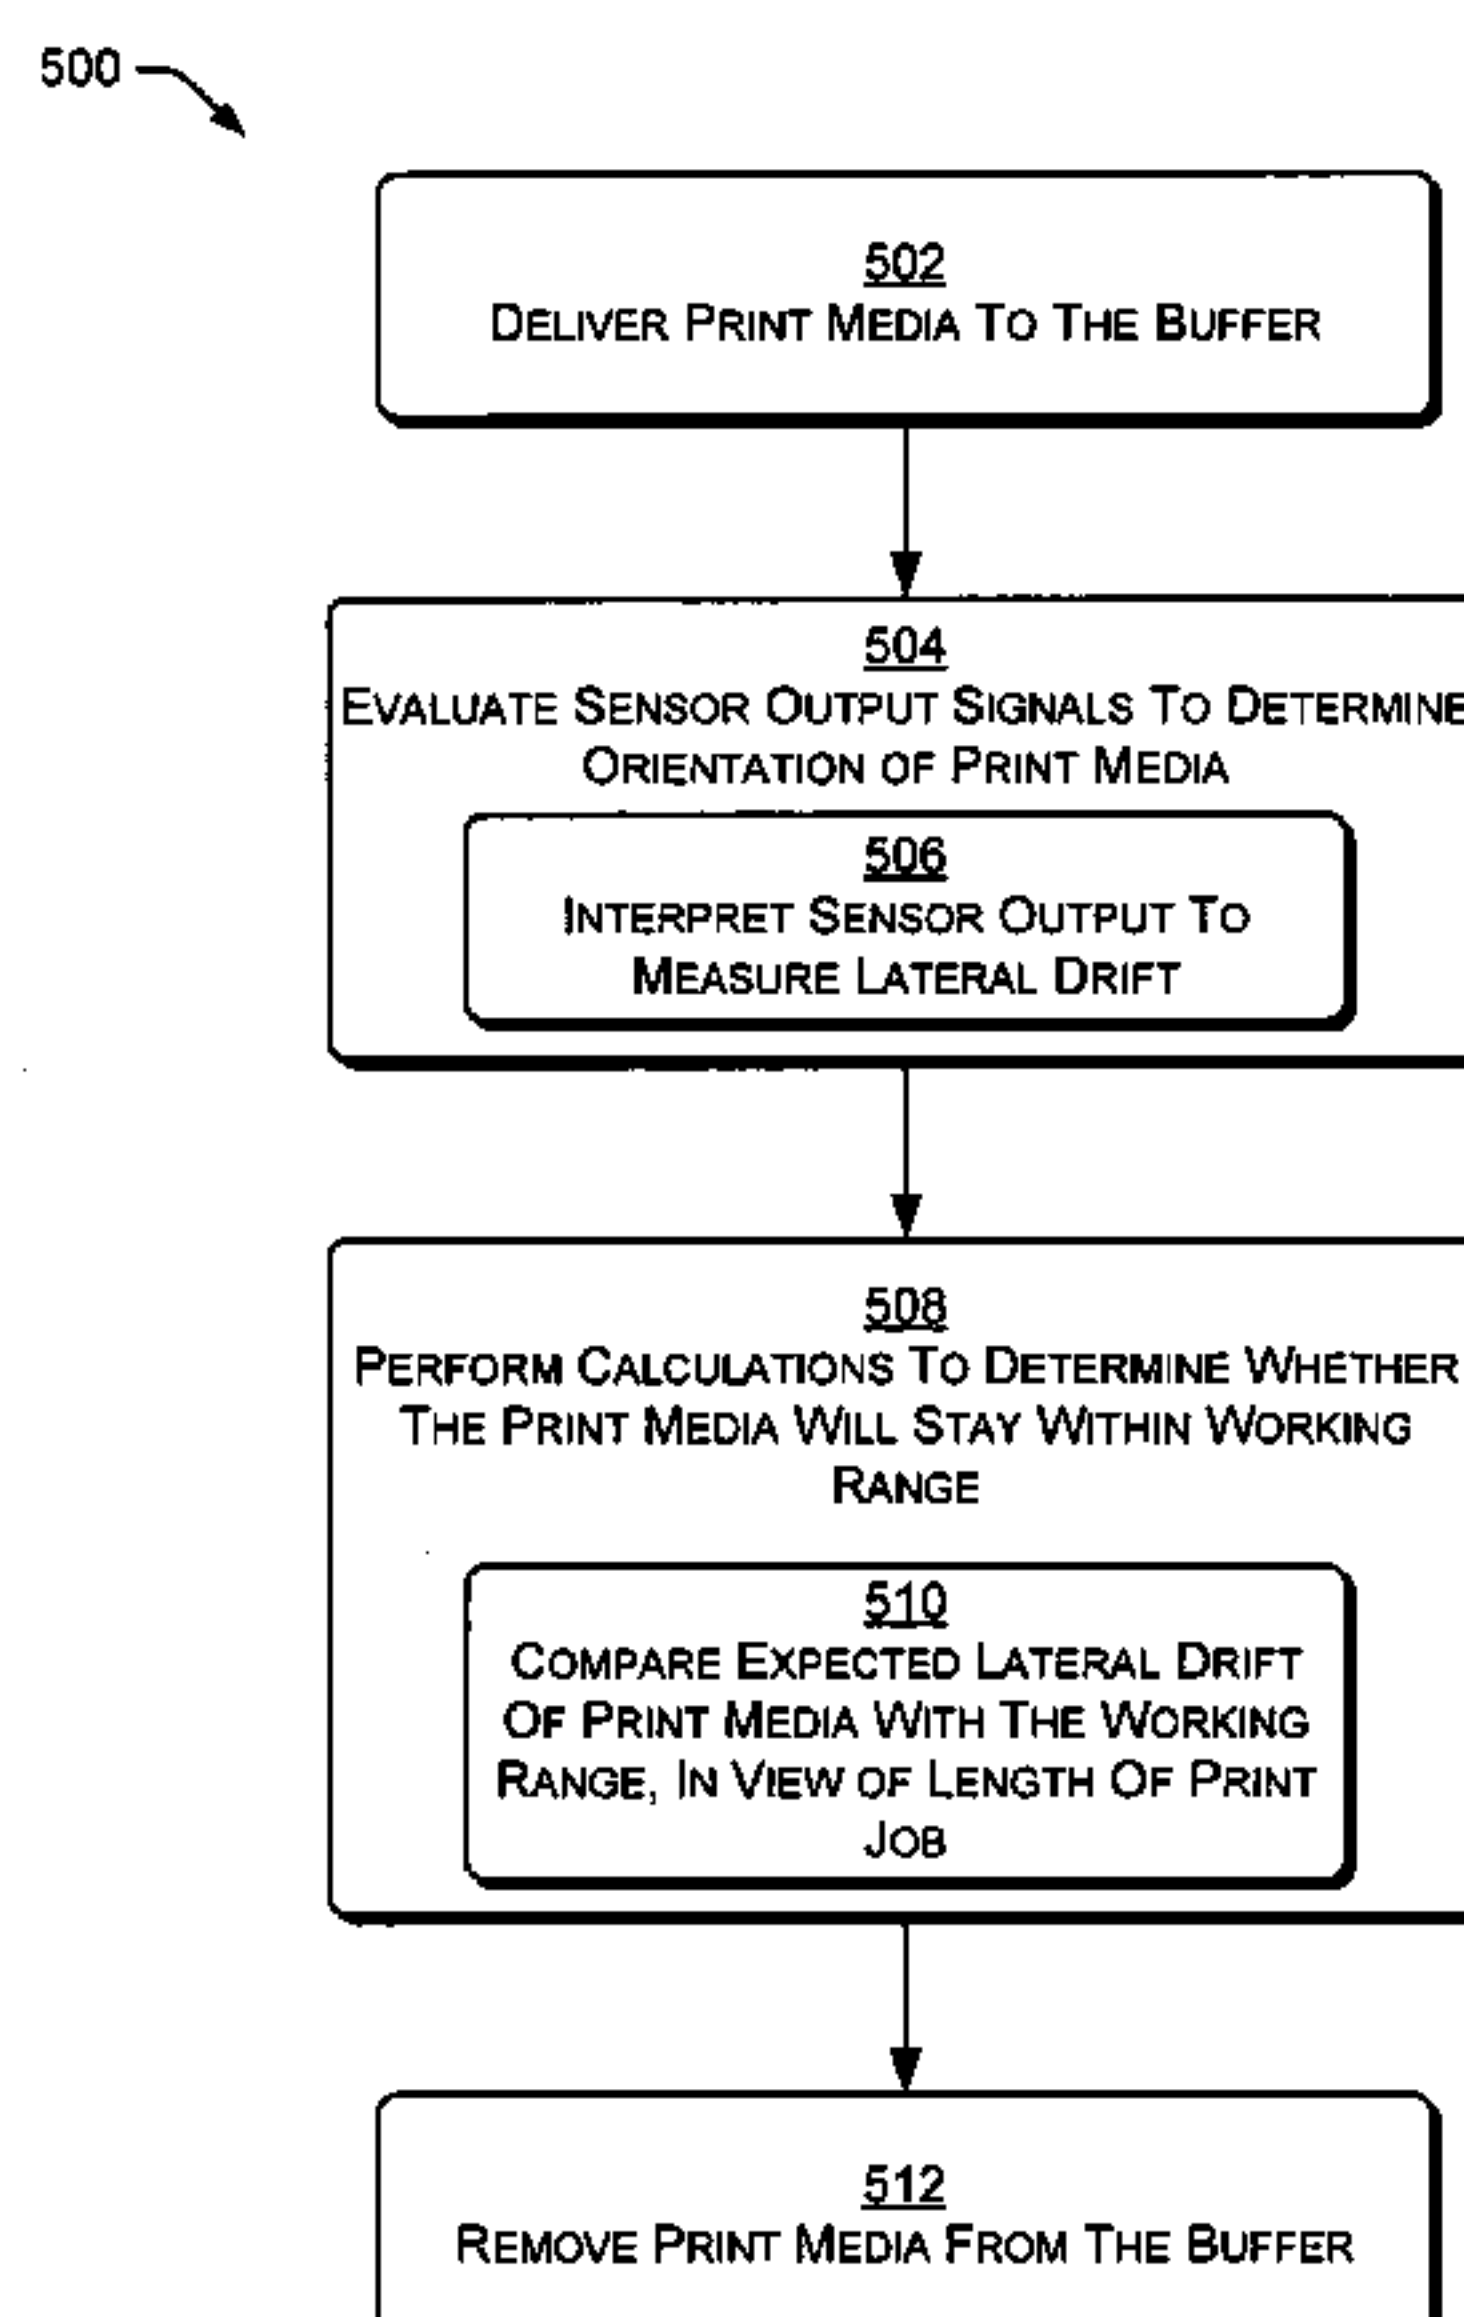 500
502
DELIVER PRINT MEDIA TO THE BUFFER
504
EVALUATE SENSOR OUTPUT SIGNALS TO DETERMINE
ORIENTATION OF PRINT MEDIA
506
INTERPRET SENSOR OUTPUT TO
MEASURE LATERAL DRIFT
508
PERFORM CALCULATIONS TO DETERMINE WHETHER
THE PRINT MEDIA WILL STAY WITHIN WORKING
RANGE
510
COMPARE EXPECTED LATERAL DRIFT
OF PRINT MEDIA WITH THE WORKING
RANGE, IN VIEW OF LENGTH OF PRINT
JOB
512
REMOVE PRINT MEDIA FROM THE BUFFER